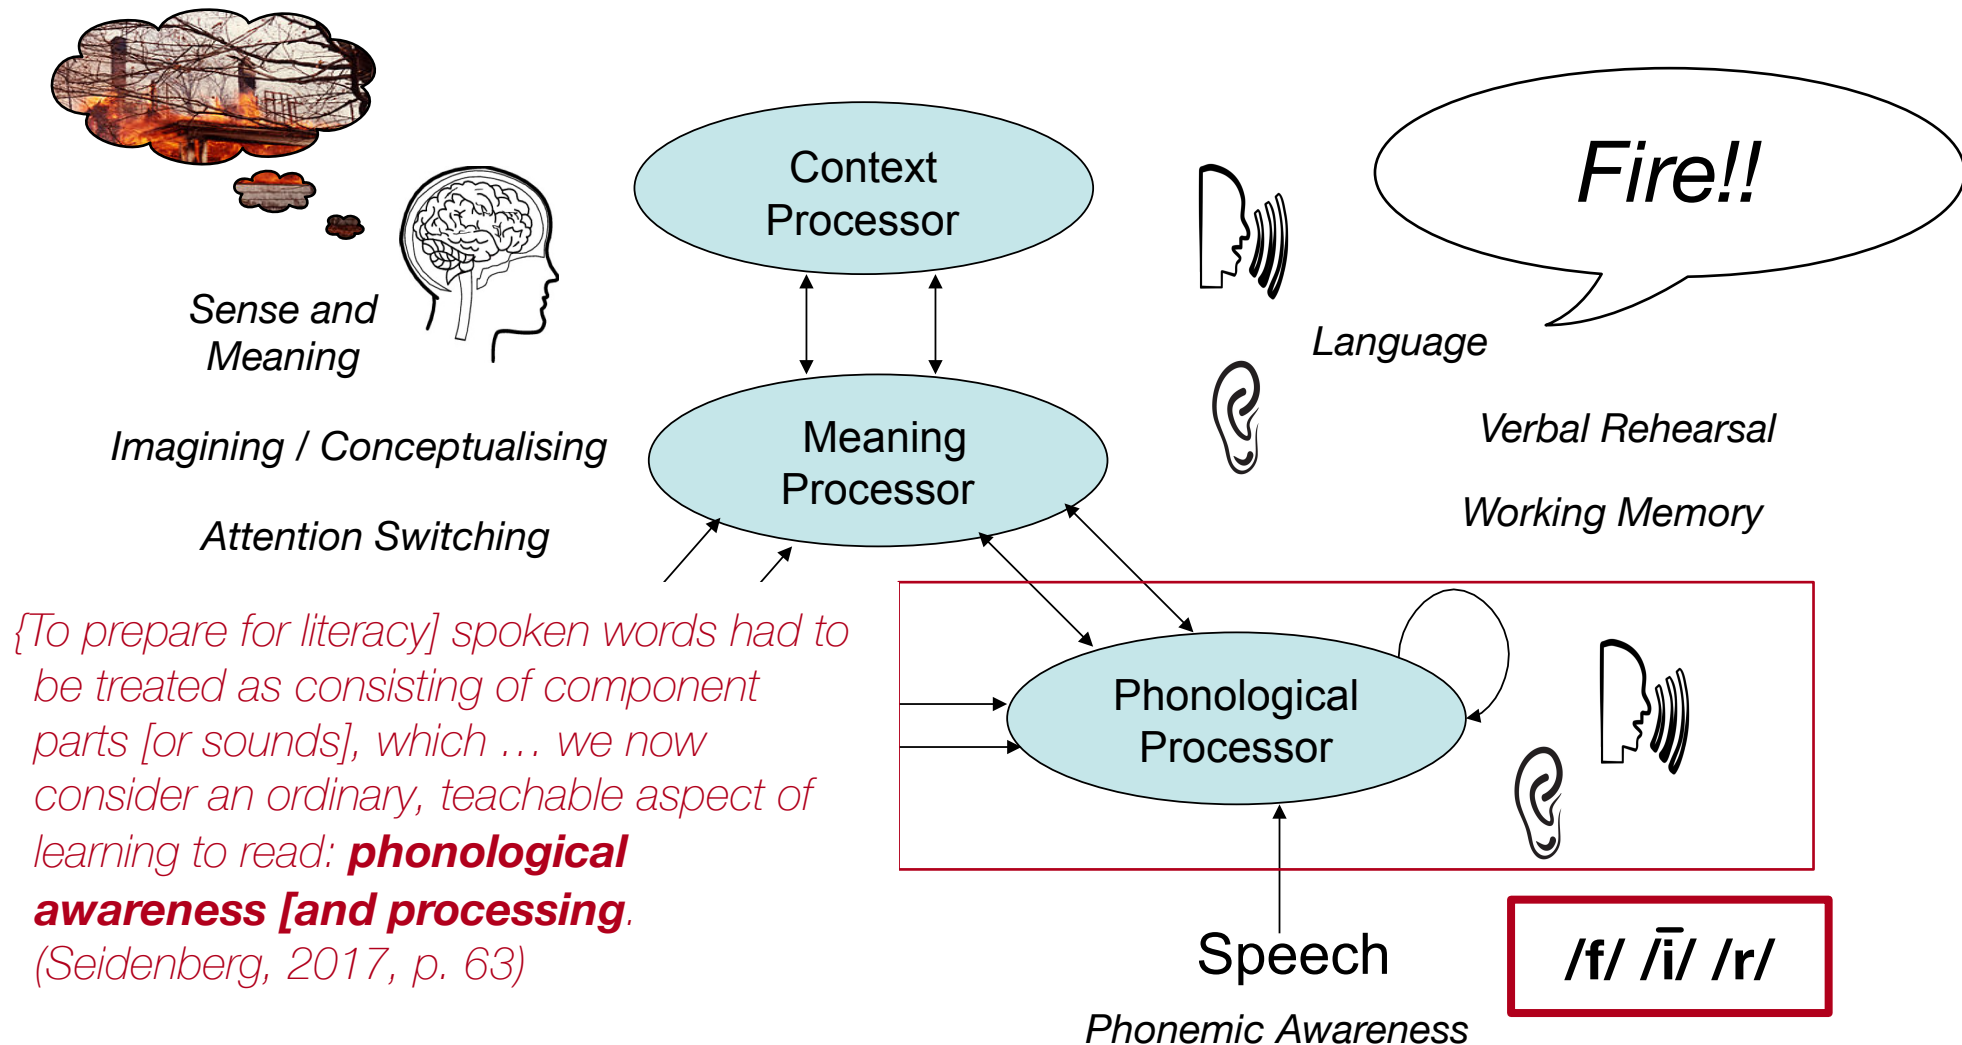 Context
Processor
Fire!!
Sense and
Meaning
Language
Imagining / Conceptualising
Meaning
Processor
Verbal Rehearsal
Attention Switching
Working Memory
{To prepare for literacy] spoken words had to
be treated as consisting of component
parts [or sounds], which … we now
consider an ordinary, teachable aspect of
learning to read: phonological
awareness [and processing.
(Seidenberg, 2017, p. 63)
Phonological
Processor
Speech
/f/ /ī/ /r/
Phonemic Awareness